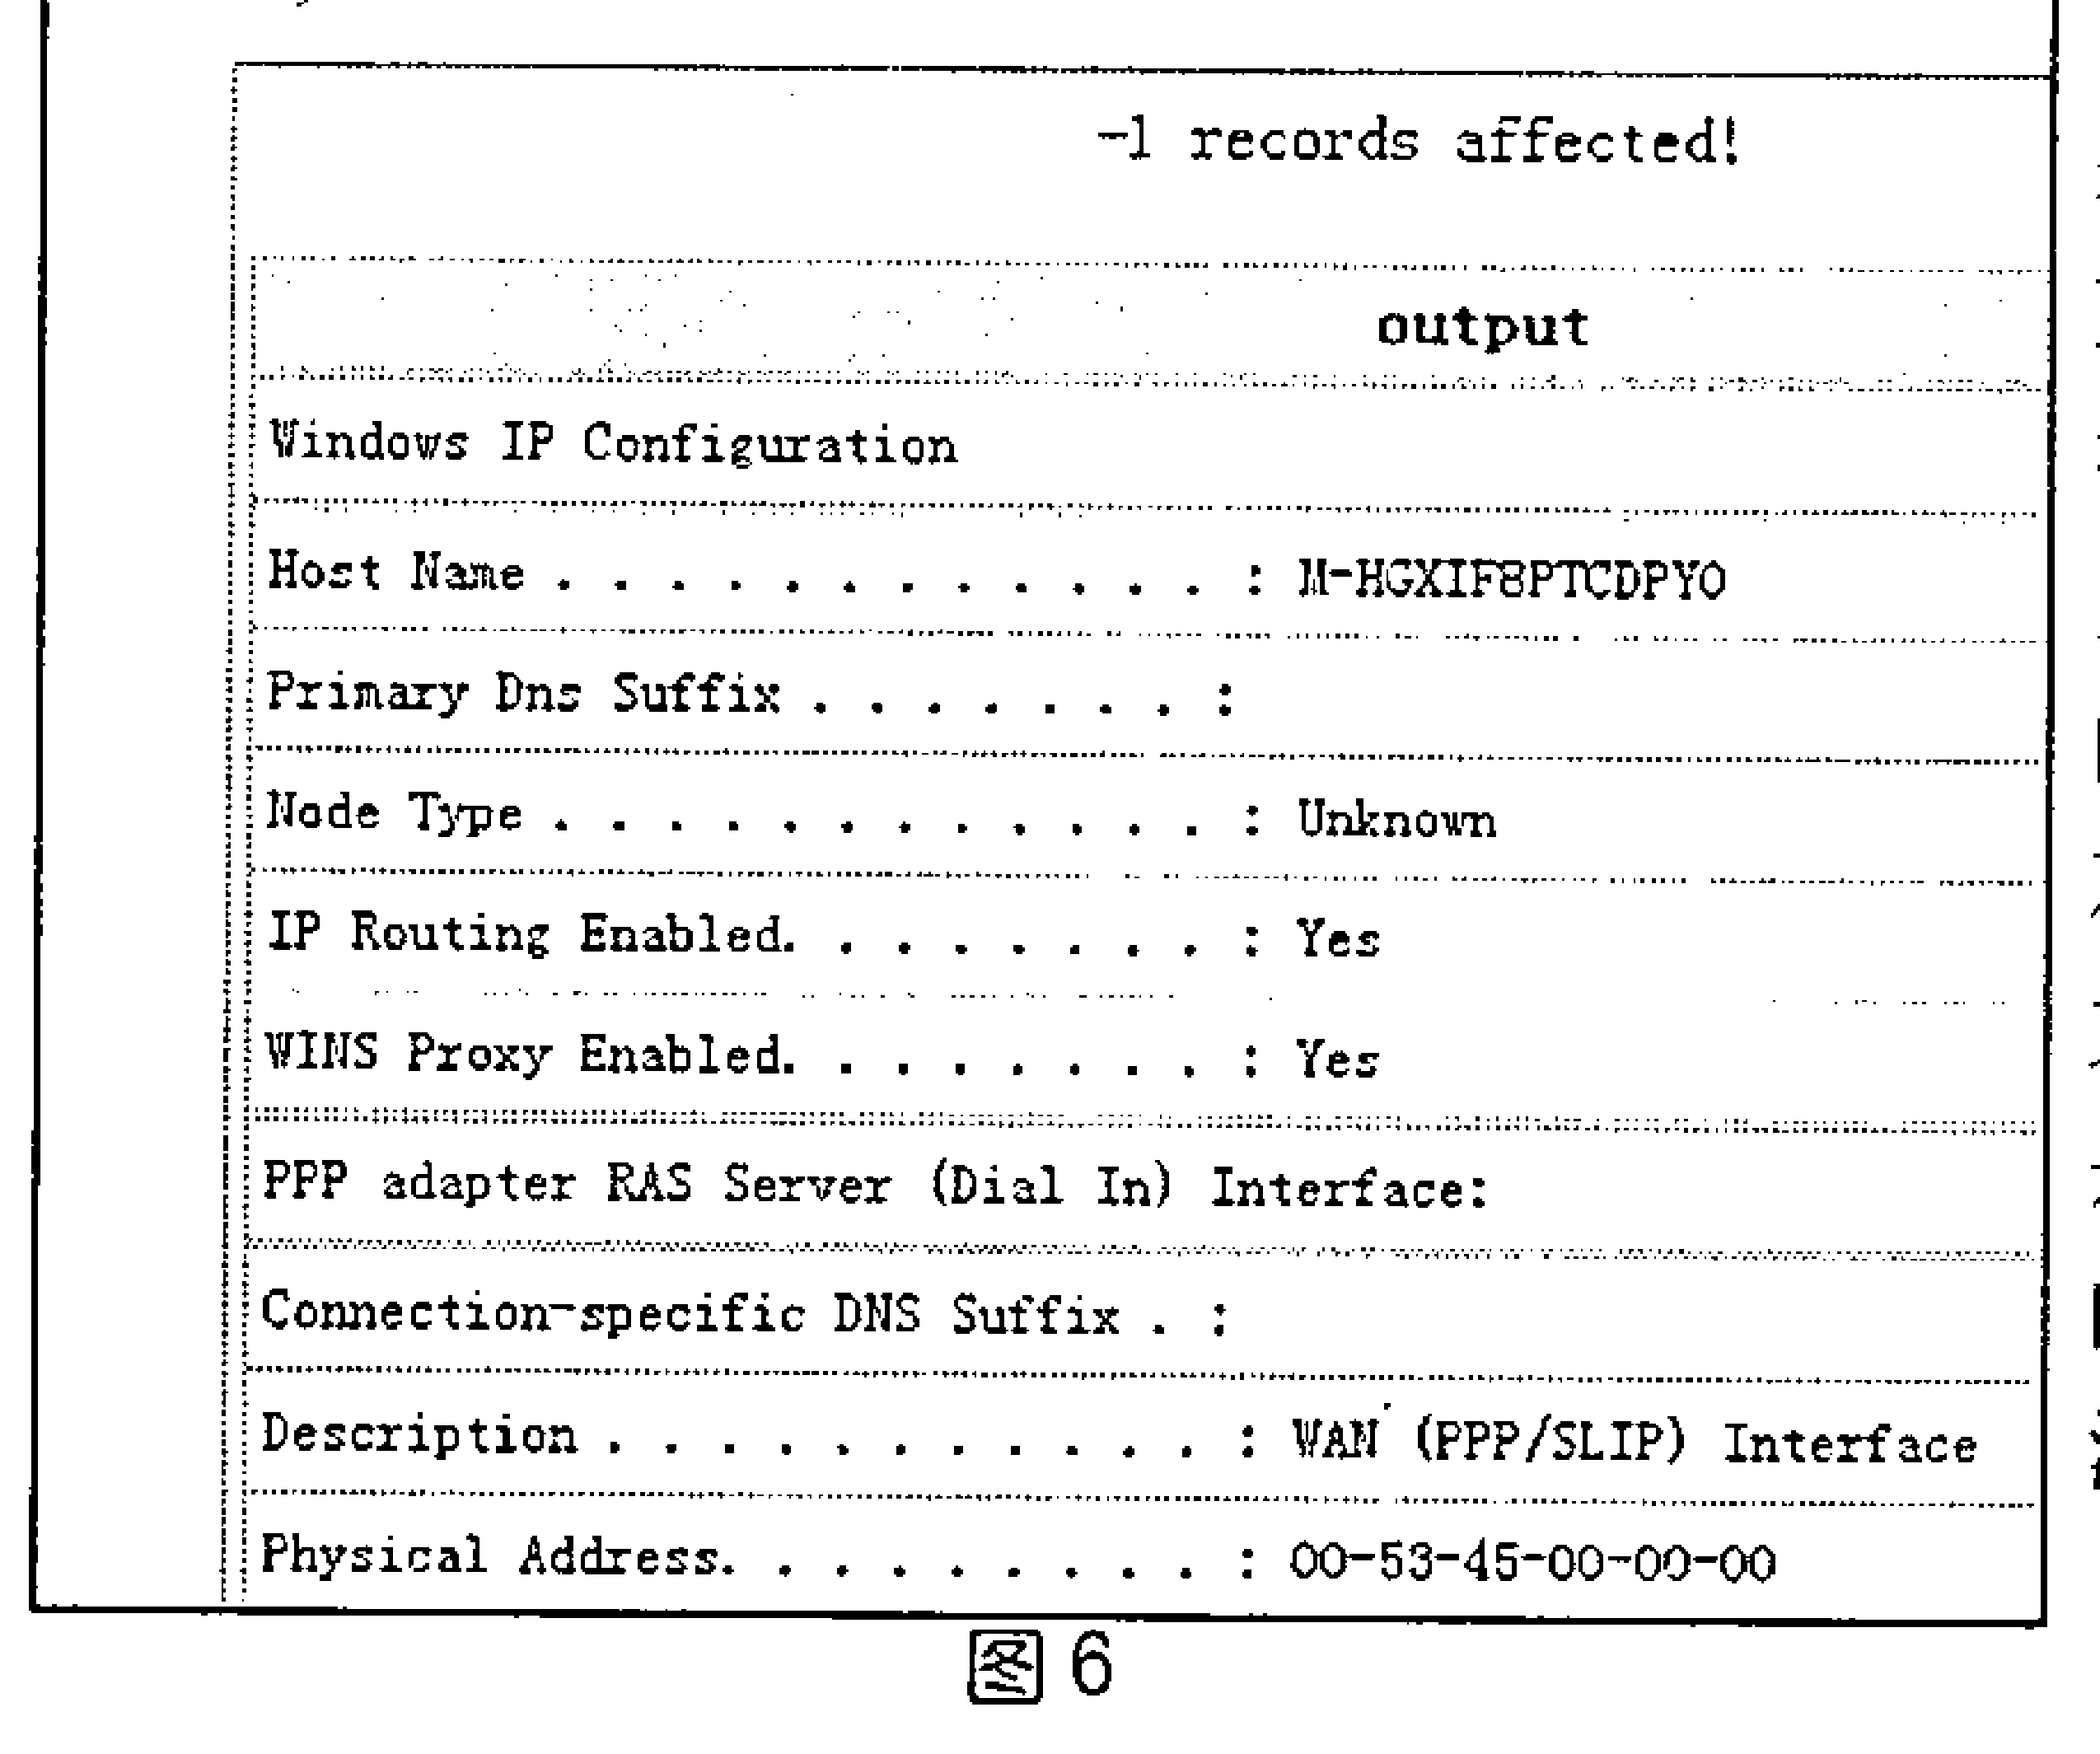 -1 records affected!
output
Windows IP Configuration
Host Name . . . . . . . . . . . . : M-HGXIF8PTCDPYO
Primary Dns Suffix . . . . . . . :
Node Type . . . . . . . . . . . . : Unknown
IP Routing Enabled. . . . . . . . : Yes
WINS Proxy Enabled. . . . . . . . : Yes
PPP adapter RAS Server (Dial In) Interface:
Connection-specific DNS Suffix . :
Description . . . . . . . . . . . : WAN (PPP/SLIP) Interface
Physical Address. . . . . . . . . : 00-53-45-00-00-00
图 6